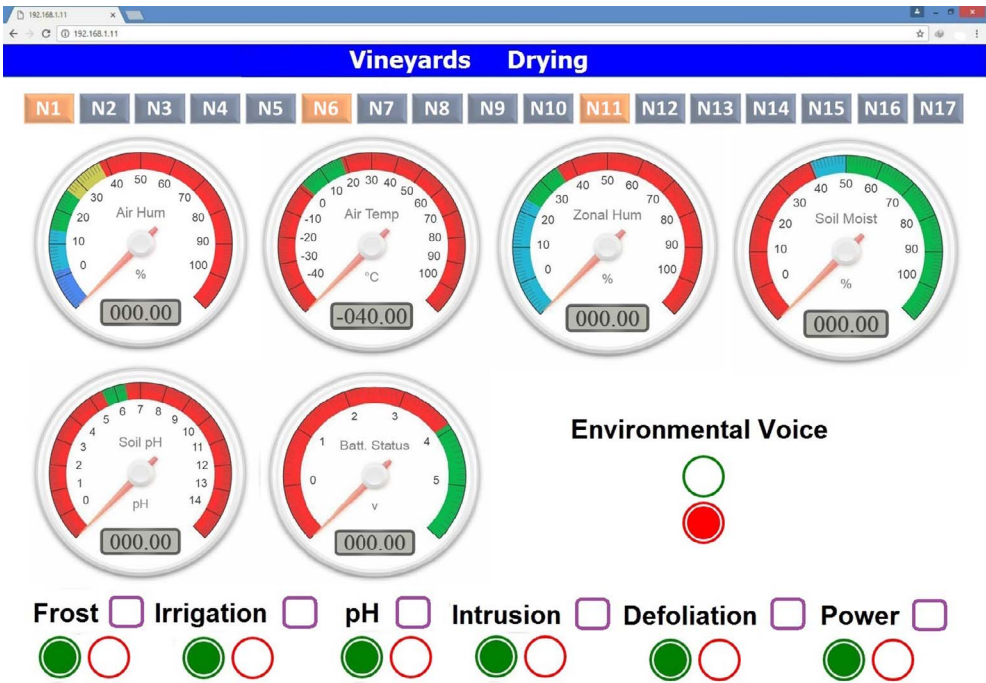 192.168.1.11
192.168.1.11
Vineyards Drying
N1 N2 N3 N4 N5 N6 N7 N8 N9 N10 N11 N12 N13 N14 N15 N16 N17
0 10 20 30 40 50 60 70 80 90 100
Air Hum
%
000.00
-40 -30 -20 -10 0 10 20 30 40 50 60 70 80 90 100
Air Temp
°C
-040.00
0 10 20 30 40 50 60 70 80 90 100
Zonal Hum
%
000.00
0 10 20 30 40 50 60 70 80 90 100
Soil Moist
%
000.00
0 1 2 3 4 5 6 7 8 9 10 11 12 13 14
Soil pH
pH
000.00
0 1 2 3 4 5
Batt. Status
v
000.00
Environmental Voice
Frost Irrigation pH Intrusion Defoliation Power